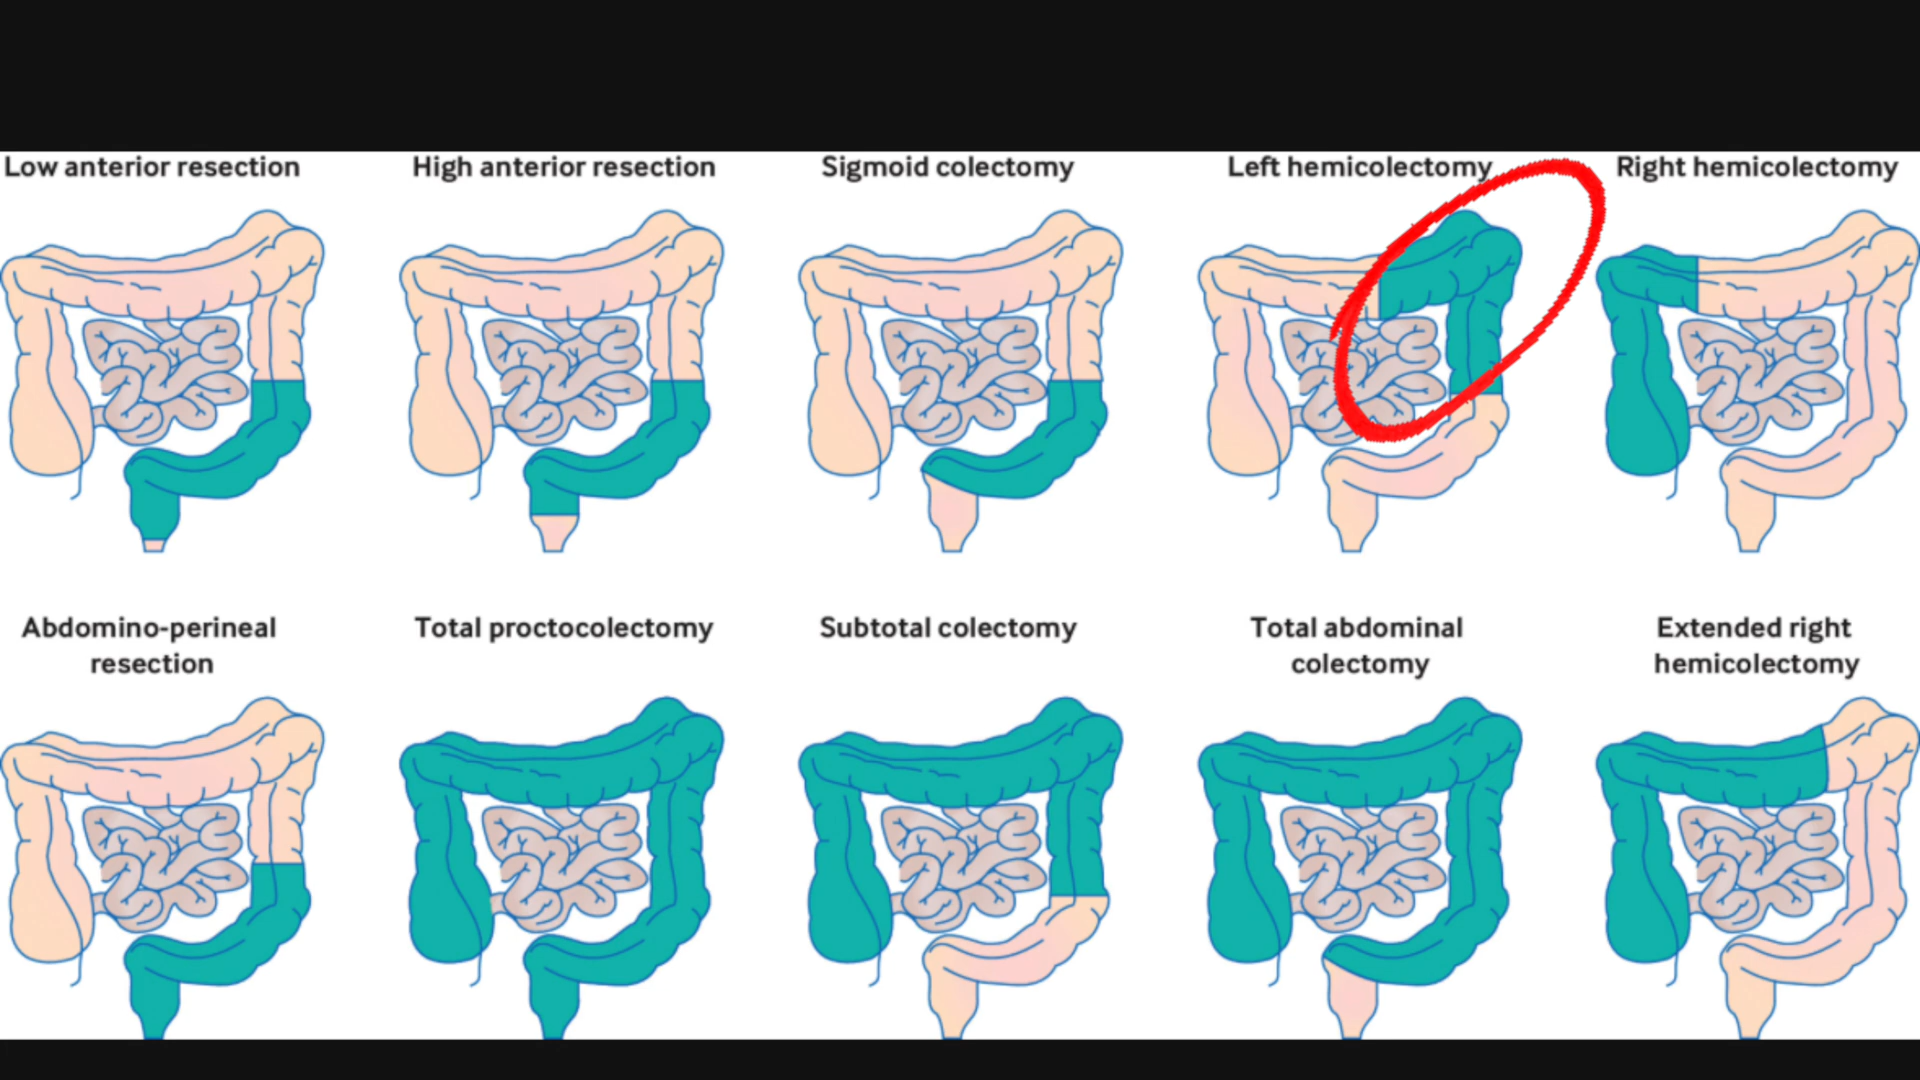 Low anterior resection
High anterior resection
Sigmoid colectomy
Left hemicolectomy
Right hemicolectomy
Abdomino-perineal
resection
Total proctocolectomy
Subtotal colectomy
Total abdominal
colectomy
Extended right
hemicolectomy